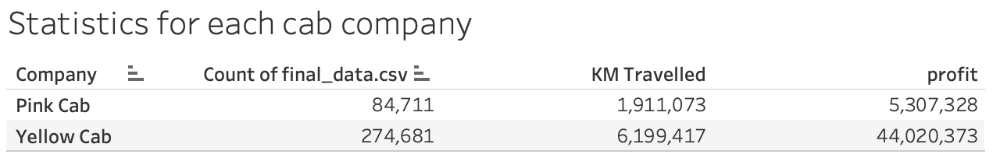 Statistics for each cab company
Company Count of final_data.csv KM Travelled profit
Pink Cab 84,711 1,911,073 5,307,328
Yellow Cab 274,681 6,199,417 44,020,373